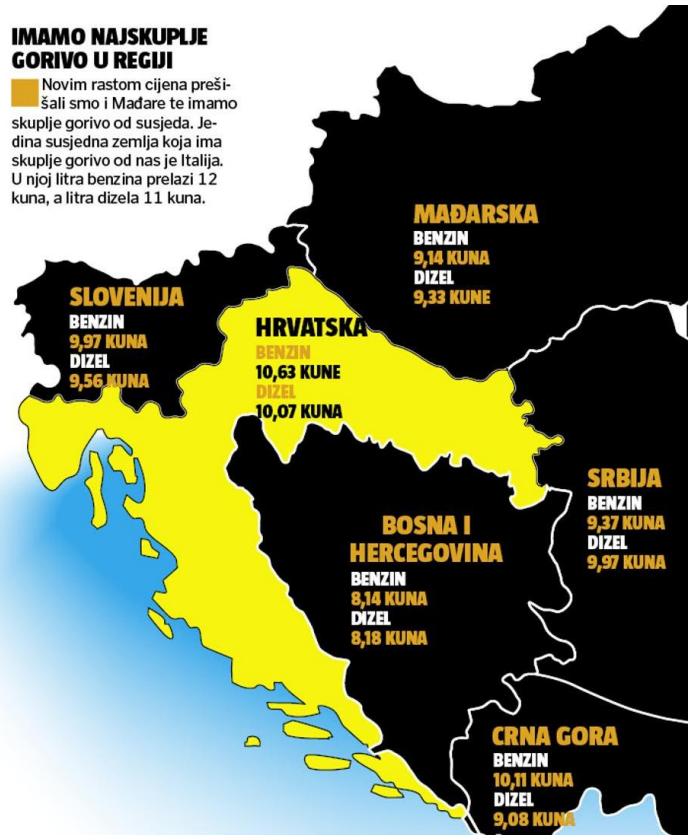 IMAMO NAJSKUPLJE
GORIVO U REGIJI
Novim rastom cijena preši-
šali smo i Mađare te imamo
skuplje gorivo od susjeda. Je-
dina susjedna zemlja koja ima
skuplje gorivo od nas je Italija.
U njoj litra benzina prelazi 12
kuna, a litra dizela 11 kuna.
MAĐARSKA
BENZIN
9,14 KUNA
DIZEL
9,33 KUNE
SLOVENIJA
BENZIN
9,97 KUNA
DIZEL
9,56 KUNA
HRVATSKA
BENZIN
10,63 KUNE
DIZEL
10,07 KUNA
SRBIJA
BENZIN
9,37 KUNA
DIZEL
9,97 KUNA
BOSNA I
HERCEGOVINA
BENZIN
8,14 KUNA
DIZEL
8,18 KUNA
CRNA GORA
BENZIN
10,11 KUNA
DIZEL
9,08 KUNA